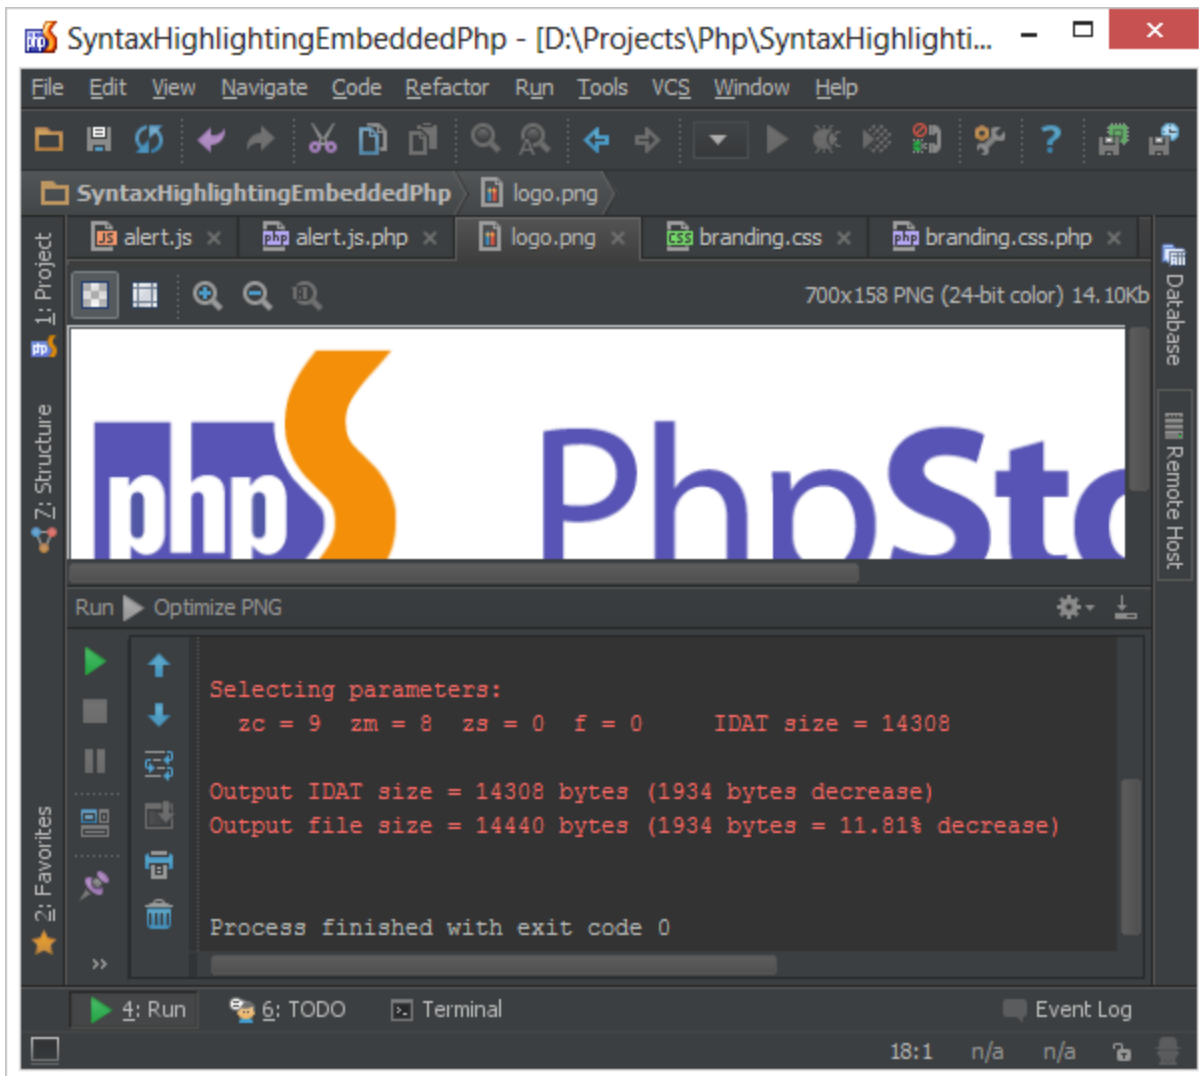 SyntaxHighlightingEmbeddedPhp - [D:\Projects\Php\SyntaxHighlighti...
File Edit View Navigate Code Refactor Run Tools VCS Window Help
SyntaxHighlightingEmbeddedPhp logo.png
alert.js alert.js.php logo.png branding.css branding.css.php
700x158 PNG (24-bit color) 14.10Kb
1: Project
Z: Structure
2: Favorites
Database
Remote Host
php PhpSto
Run Optimize PNG
Selecting parameters:
zc = 9 zm = 8 zs = 0 f = 0 IDAT size = 14308
Output IDAT size = 14308 bytes (1934 bytes decrease)
Output file size = 14440 bytes (1934 bytes = 11.81% decrease)
Process finished with exit code 0
4: Run 6: TODO Terminal Event Log
18:1 n/a n/a